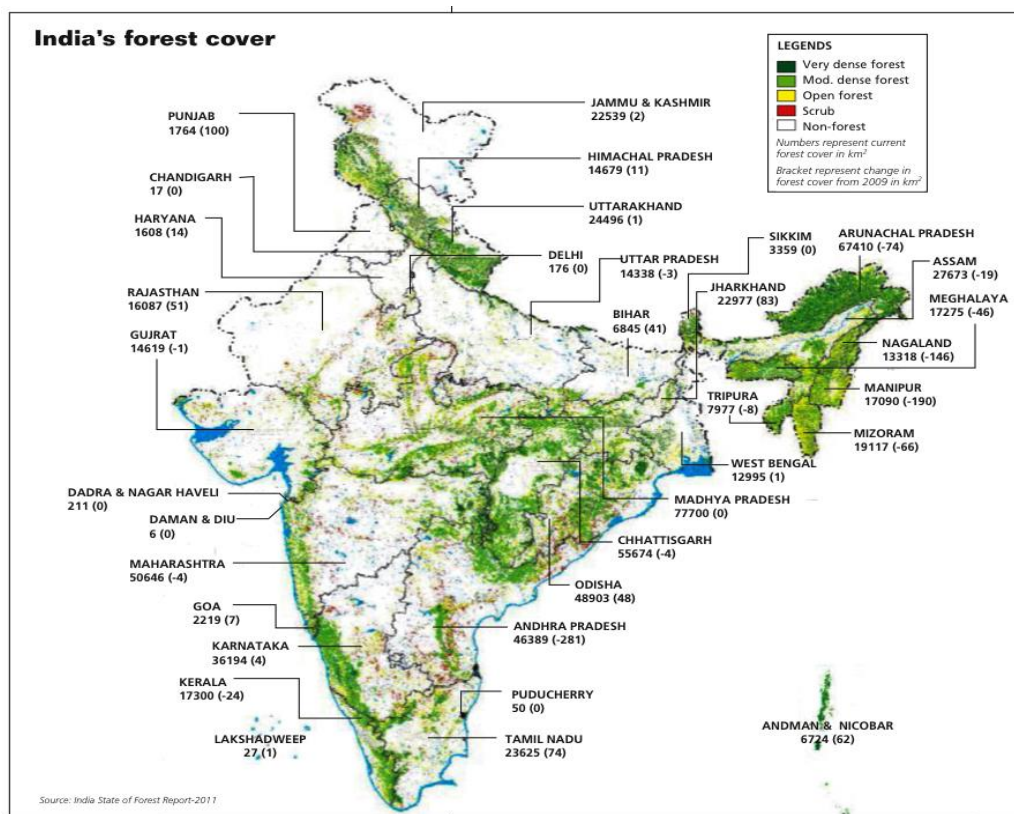 India's forest cover
LEGENDS
Very dense forest
Mod. dense forest
Open forest
Scrub
Non-forest
Numbers represent current
forest cover in km²
Bracket represent change in
forest cover from 2009 in km²
JAMMU & KASHMIR
22539 (2)
PUNJAB
1764 (100)
HIMACHAL PRADESH
14679 (11)
CHANDIGARH
17 (0)
UTTARAKHAND
24496 (1)
HARYANA
1608 (14)
DELHI
176 (0)
UTTAR PRADESH
14338 (-3)
SIKKIM
3359 (0)
ARUNACHAL PRADESH
67410 (-74)
ASSAM
27673 (-19)
JHARKHAND
22977 (83)
MEGHALAYA
17275 (-46)
RAJASTHAN
16087 (51)
BIHAR
6845 (41)
GUJRAT
14619 (-1)
NAGALAND
13318 (-146)
MANIPUR
17090 (-190)
TRIPURA
7977 (-8)
MIZORAM
19117 (-66)
WEST BENGAL
12995 (1)
DADRA & NAGAR HAVELI
211 (0)
MADHYA PRADESH
77700 (0)
DAMAN & DIU
6 (0)
CHHATTISGARH
55674 (-4)
MAHARASHTRA
50646 (-4)
ODISHA
48903 (48)
GOA
2219 (7)
ANDHRA PRADESH
46389 (-281)
KARNATAKA
36194 (4)
KERALA
17300 (-24)
PUDUCHERRY
50 (0)
ANDMAN & NICOBAR
6724 (62)
LAKSHADWEEP
27 (1)
TAMIL NADU
23625 (74)
Source: India State of Forest Report-2011